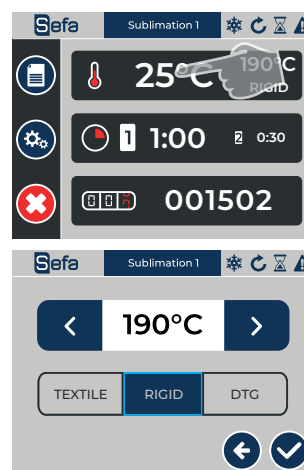 Sefa Sublimation 1
25°C 190°C
RIGID
1 1:00 2 0:30
001502
Sefa Sublimation 1
190°C
TEXTILE RIGID DTG